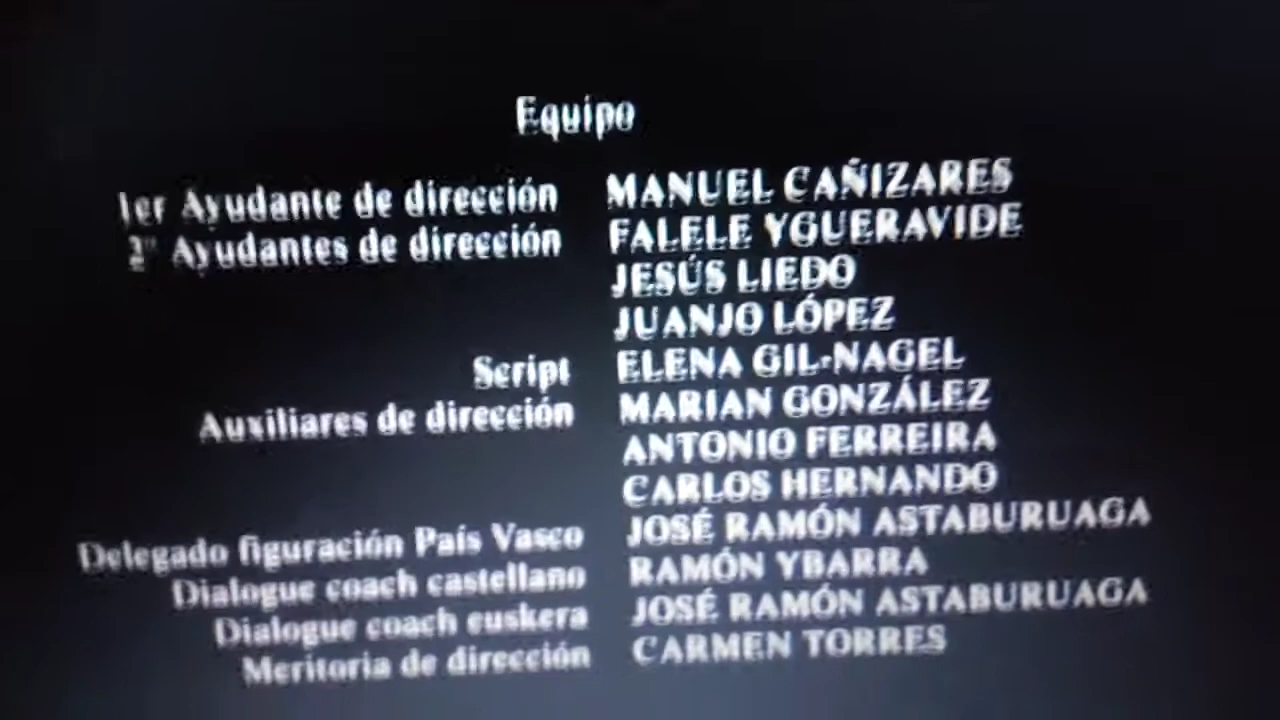 Equipo
1er Ayudante de dirección MANUEL CAÑIZARES
2º Ayudantes de dirección FALELE YGUERAVIDE
JESÚS LIEDO
JUANJO LÓPEZ
Script ELENA GIL-NAGEL
Auxiliares de dirección MARIAN GONZÁLEZ
ANTONIO FERREIRA
CARLOS HERNANDO
Delegado figuración País Vasco JOSÉ RAMÓN ASTABURUAGA
Dialogue coach castellano RAMÓN YBARRA
Dialogue coach euskera JOSÉ RAMÓN ASTABURUAGA
Meritoria de dirección CARMEN TORRES